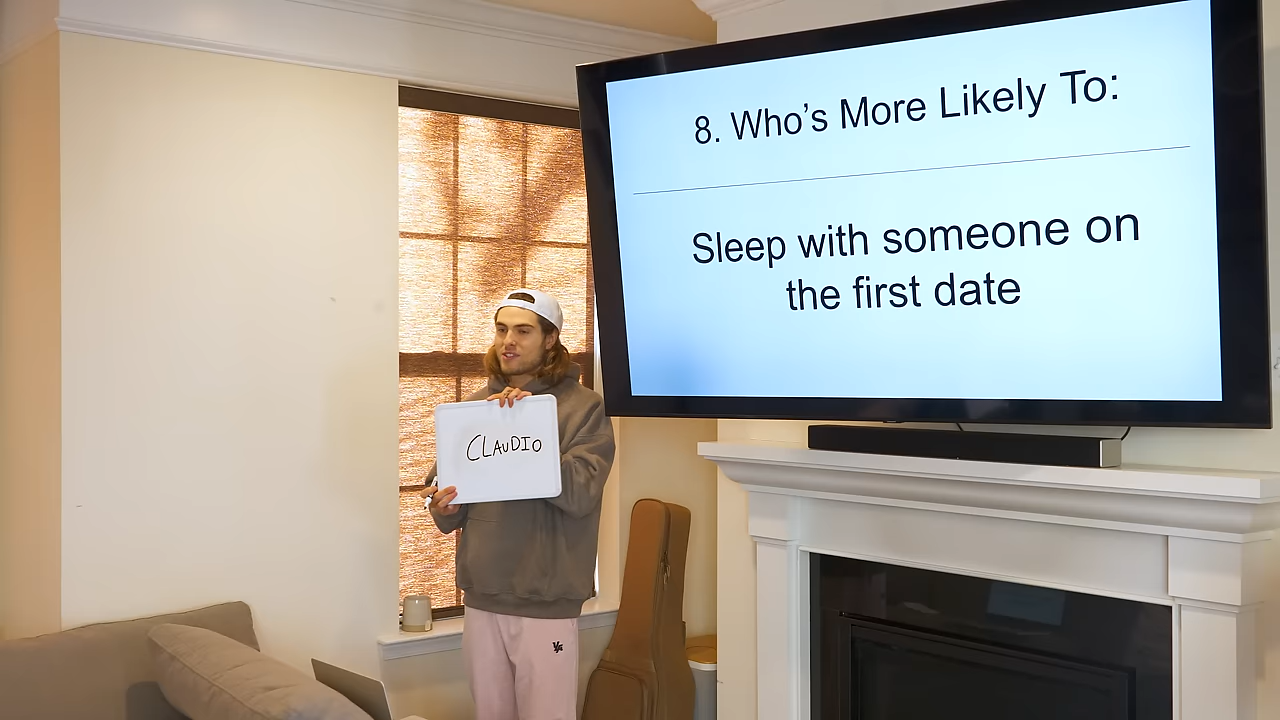 8. Who's More Likely To:
Sleep with someone on
the first date
CLAUDIO